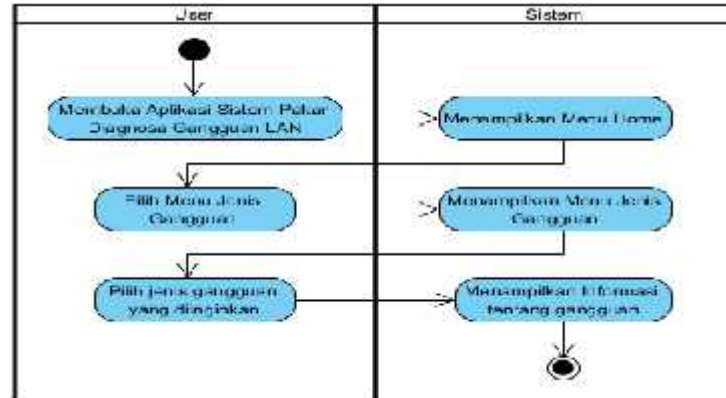 User
Sistem
Membuka Aplikasi Sistem Pakar
Diagnosa Gangguan LAN
Menampilkan Menu Home
Pilih Menu Jenis
Gangguan
Menampilkan Menu Jenis
Gangguan
Pilih jenis gangguan
yang diinginkan
Menampilkan Informasi
tentang gangguan